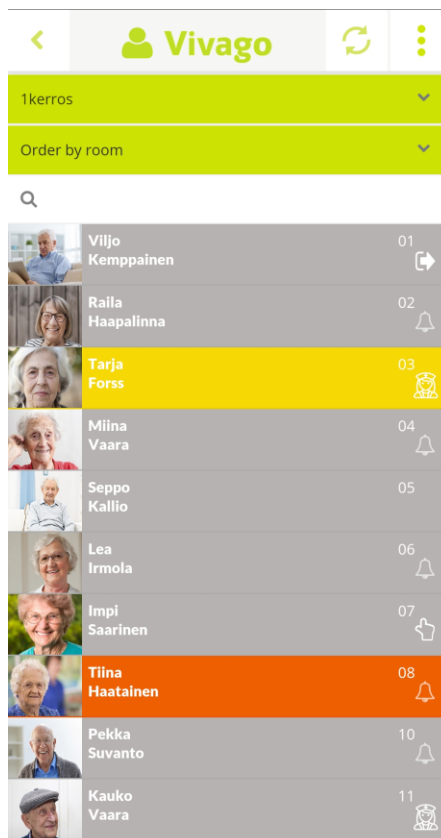 Vivago
1kerros
Order by room
Viljo 01
Kemppainen
Raila 02
Haapalinna
Tarja 03
Forss
Miina 04
Vaara
Seppo 05
Kallio
Lea 06
Irmola
Impi 07
Saarinen
Tiina 08
Haatainen
Pekka 10
Suvanto
Kauko 11
Vaara